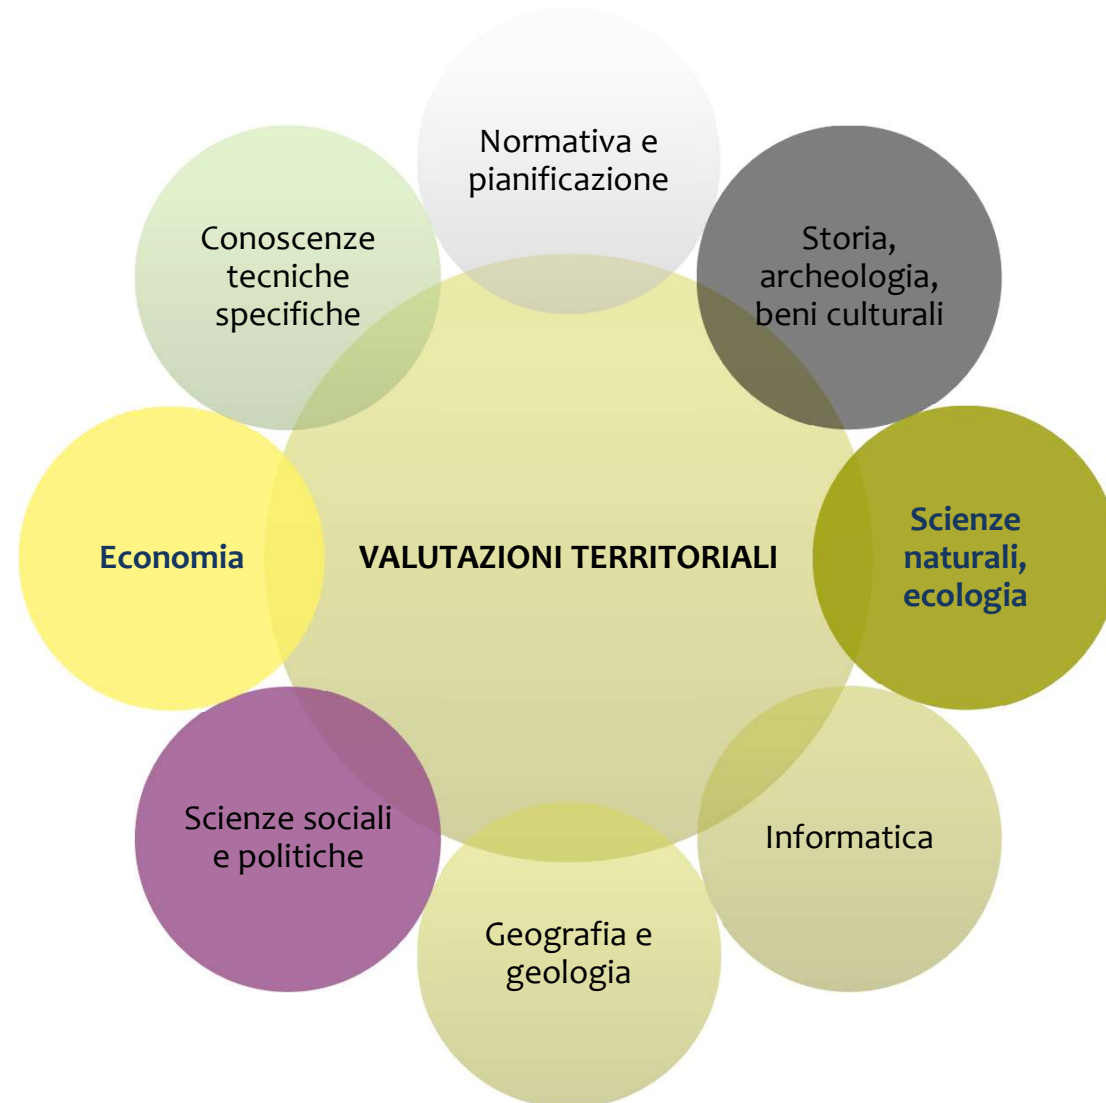 Normativa e
pianificazione
Storia,
archeologia,
beni culturali
Scienze
naturali,
ecologia
Informatica
Geografia e
geologia
Scienze sociali
e politiche
Economia
Conoscenze
tecniche
specifiche
VALUTAZIONI TERRITORIALI